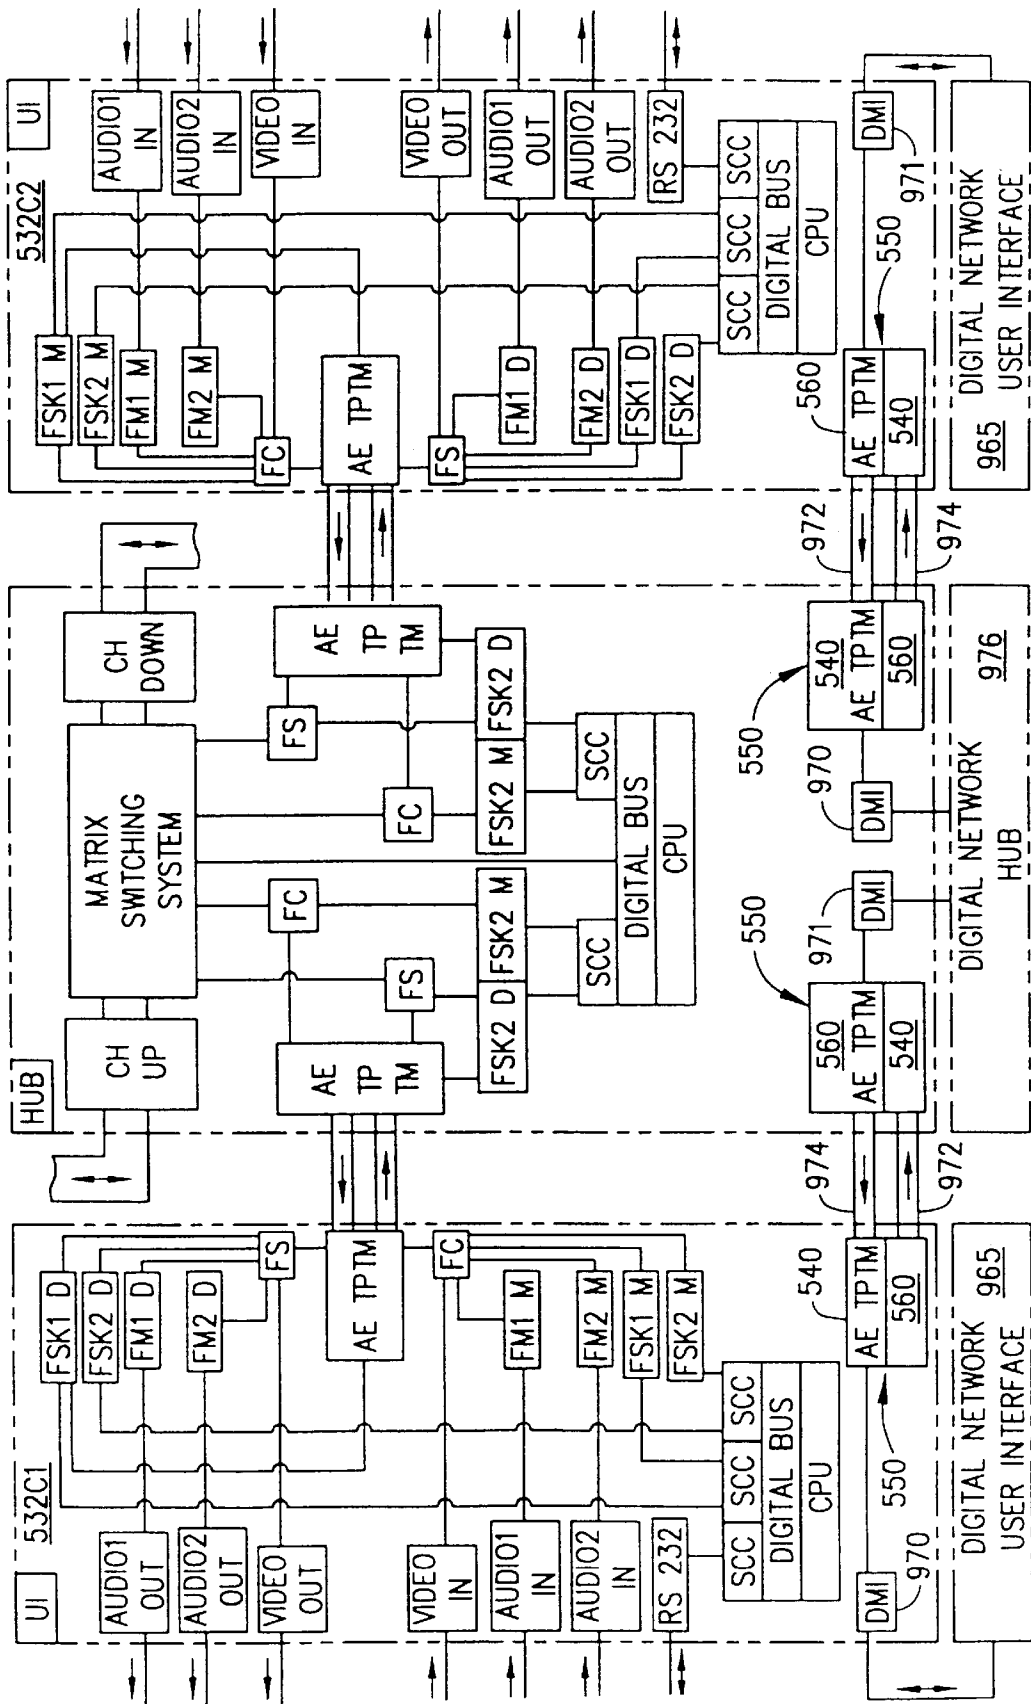 532C1
UI
AUDIO1
OUT
AUDIO2
OUT
VIDEO
OUT
VIDEO
IN
AUDIO1
IN
AUDIO2
IN
RS 232
FSK1 D
FSK2 D
FM1 D
FM2 D
FS
AE TPTM
FC
FM1 M
FM2 M
FSK1 M
FSK2 M
SCC
SCC
SCC
DIGITAL BUS
CPU
DMI
970
550
AE TPTM
560
540
974
972
DIGITAL NETWORK
USER INTERFACE
965
HUB
CH
UP
MATRIX
SWITCHING
SYSTEM
CH
DOWN
AE
TP
TM
FC
FS
FSK2 D
FSK2 M
SCC
FS
FC
AE
TP
TM
FSK2 M
FSK2 D
SCC
DIGITAL BUS
CPU
560
AE TPTM
540
550
971
DMI
970
DMI
550
540
AE TPTM
560
DIGITAL NETWORK
HUB
976
532C2
UI
FSK1 M
FSK2 M
FM1 M
FM2 M
FC
AE TPTM
FS
FM1 D
FM2 D
FSK1 D
FSK2 D
AUDIO1
IN
AUDIO2
IN
VIDEO
IN
VIDEO
OUT
AUDIO1
OUT
AUDIO2
OUT
RS 232
SCC
SCC
SCC
DIGITAL BUS
CPU
972
974
560
AE TPTM
540
550
DMI
971
965
DIGITAL NETWORK
USER INTERFACE